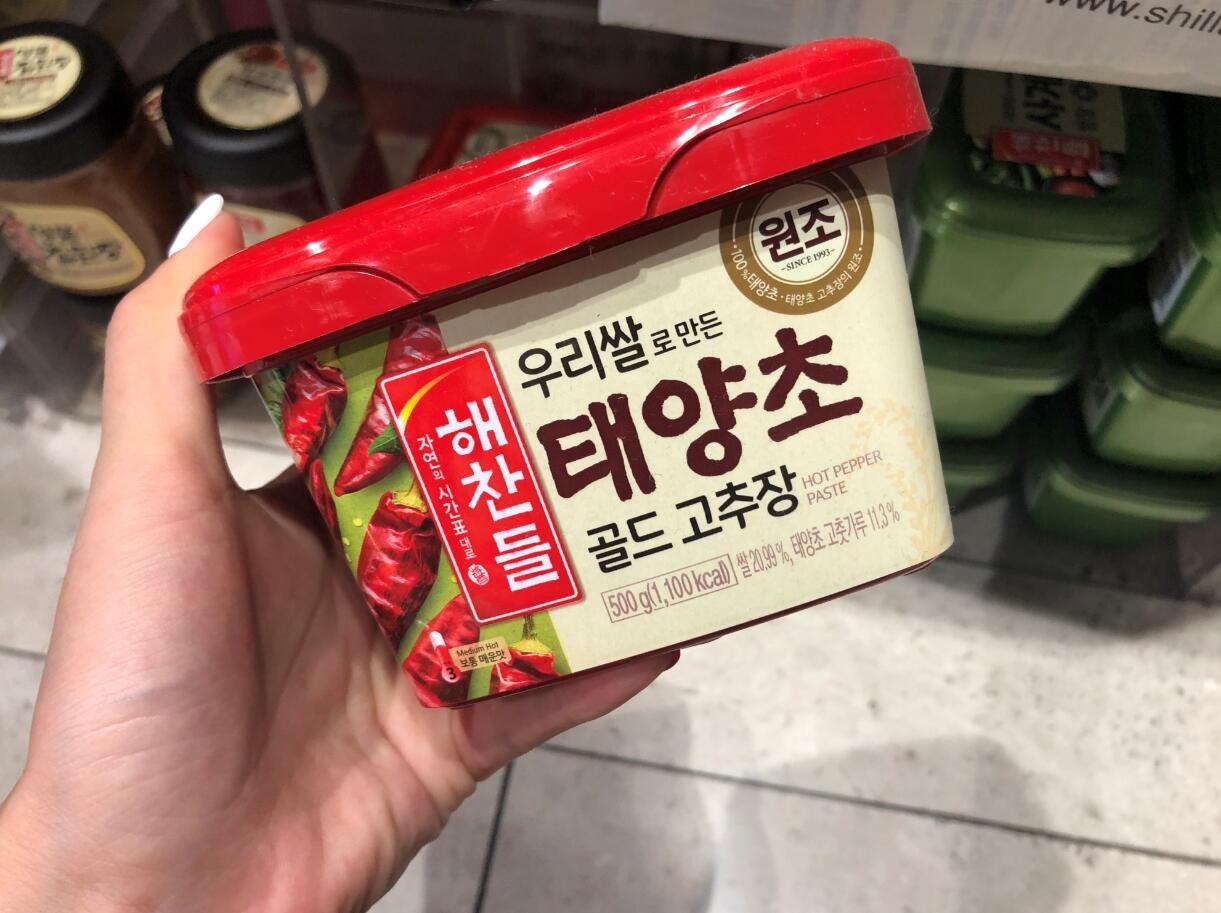 www.shill
원조
-SINCE 1993-
100%태양초 · 태양초 고추장의 원조
우리쌀로 만든
태양초
골드 고추장
HOT PEPPER
PASTE
500 g(1,100 kcal) 쌀 20.99 %, 태양초 고춧가루 11.3 %
해찬들
자연의 시간표대로
3
Medium Hot
보통 매운맛